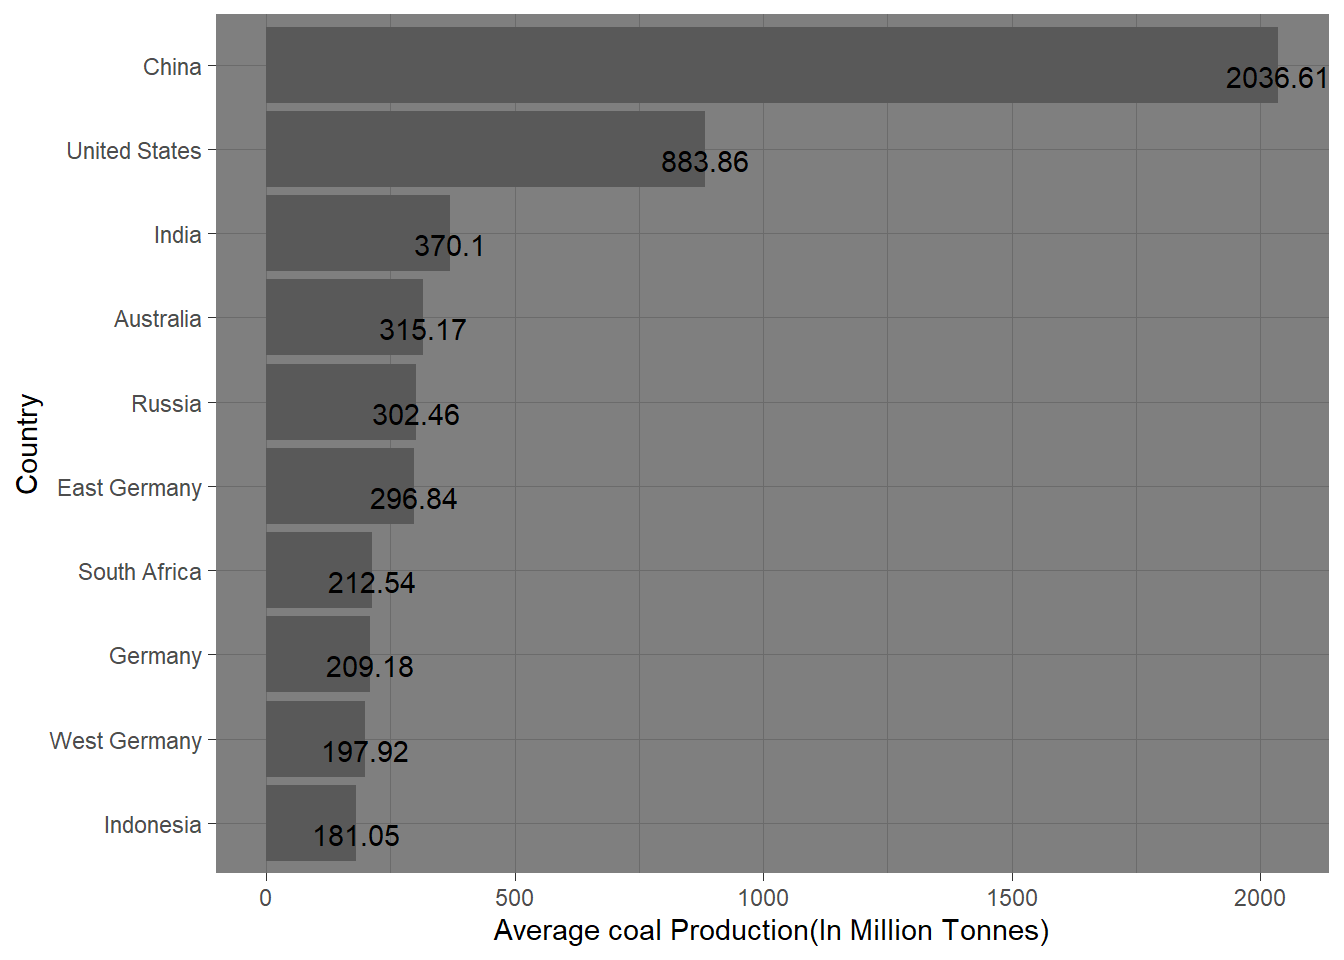 China
2036.61
United States
883.86
India
370.1
Australia
315.17
Russia
302.46
East Germany
296.84
South Africa
212.54
Germany
209.18
West Germany
197.92
Indonesia
181.05
Country
0 500 1000 1500 2000
Average coal Production(In Million Tonnes)